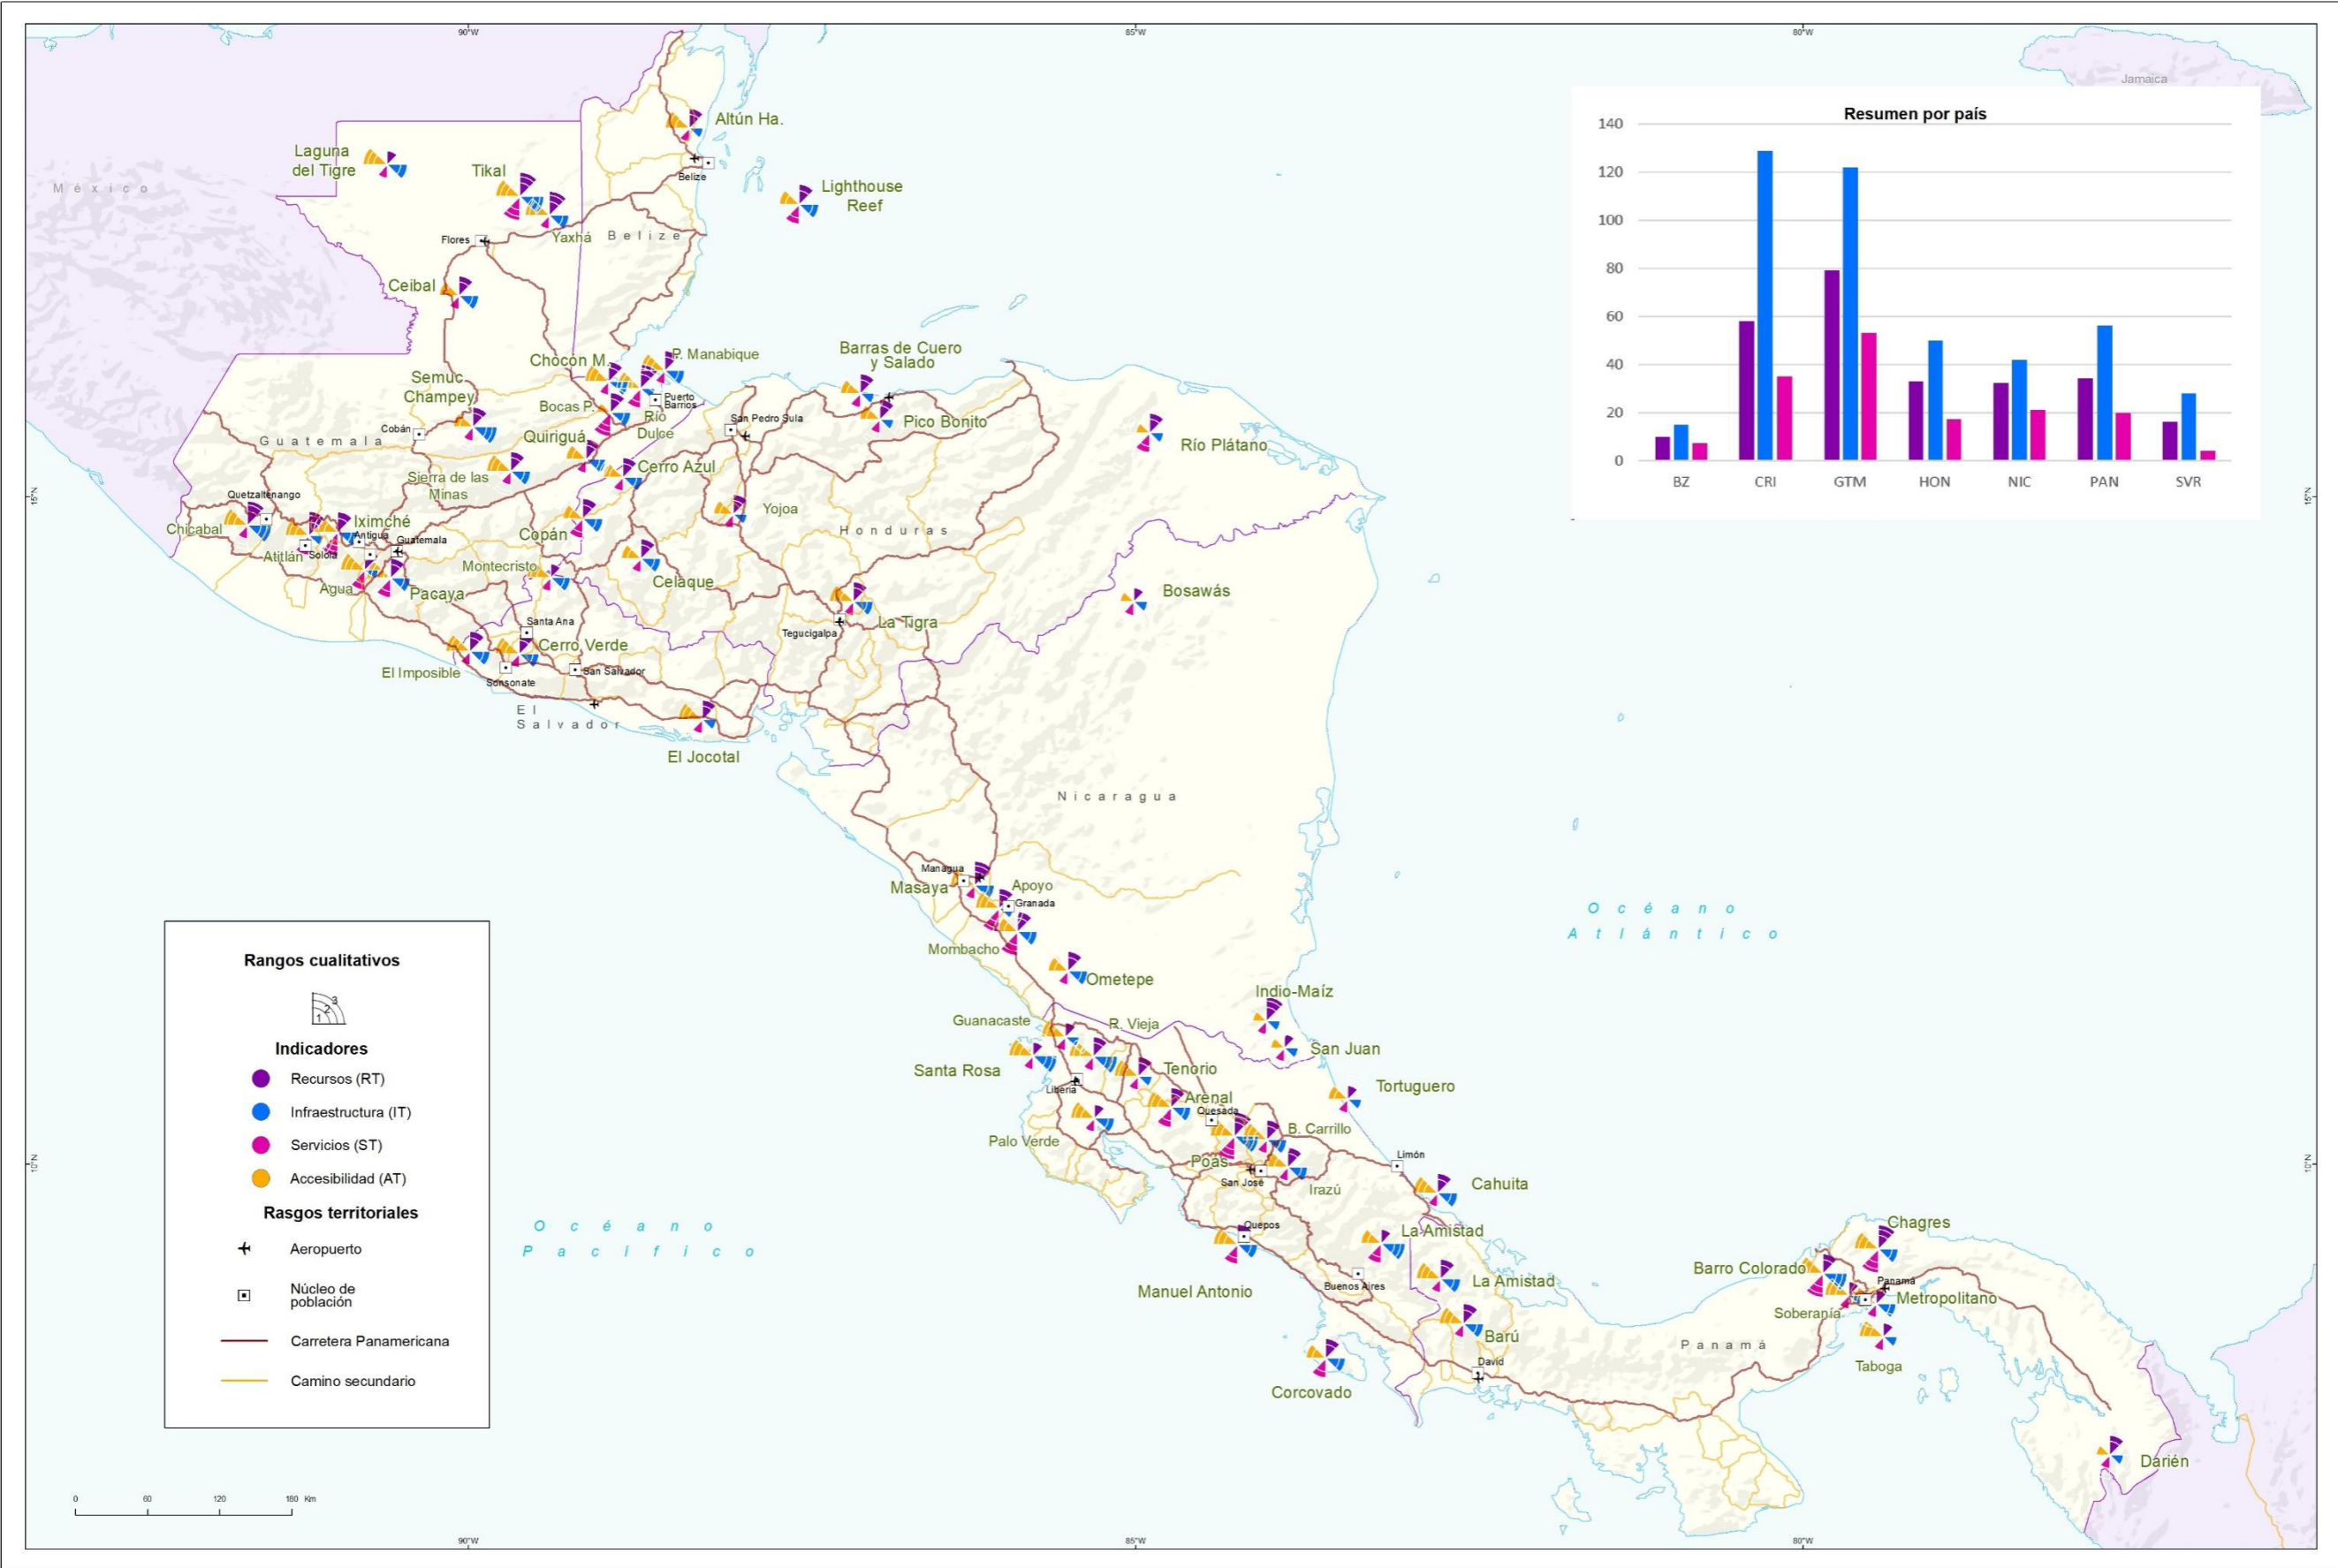 90°W
85°W
80°W
Jamaica
Resumen por país
140
120
100
80
60
40
20
0
BZ
CRI
GTM
HON
NIC
PAN
SVR
México
Altún Ha.
Belize
Laguna
del Tigre
Tikal
Lighthouse
Reef
Yaxhá
Belize
Flores
Ceibal
Chocón M.
P. Manabique
Barras de Cuero
y Salado
Semuc
Champey
Bocas P.
Puerto
Barrios
Río
Dulce
San Pedro Sula
Pico Bonito
Cobán
Guatemala
Quiriguá
Río Plátano
Sierra de las
Minas
Cerro Azul
15°N
15°N
Quetzaltenango
Chicabal
Iximché
Antigua
Guatemala
Atitlán
Sololá
Copán
Yojoa
Honduras
Montecristo
Agua
Pacaya
Celaque
Bosawás
Santa Ana
La Tigra
Tegucigalpa
El Imposible
Cerro Verde
San Salvador
Sonsonate
El
Salvador
El Jocotal
Nicaragua
Managua
Masaya
Apoyo
Granada
Océano
Atlántico
Mombacho
Ometepe
Indio-Maíz
Guanacaste
R. Vieja
San Juan
Santa Rosa
Tenorio
Liberia
Tortuguero
Arenal
Quesada
B. Carrillo
Palo Verde
Poás
Limón
10°N
10°N
San José
Irazú
Cahuita
Quepos
La Amistad
Manuel Antonio
Buenos Aires
La Amistad
Chagres
Barro Colorado
Panamá
Metropolitano
Soberanía
Barú
Panamá
David
Taboga
Corcovado
Darién
Océano
Pacífico
Rangos cualitativos
3
2
1
Indicadores
Recursos (RT)
Infraestructura (IT)
Servicios (ST)
Accesibilidad (AT)
Rasgos territoriales
Aeropuerto
Núcleo de
población
Carretera Panamericana
Camino secundario
0 60 120 180 Km
90°W
85°W
80°W